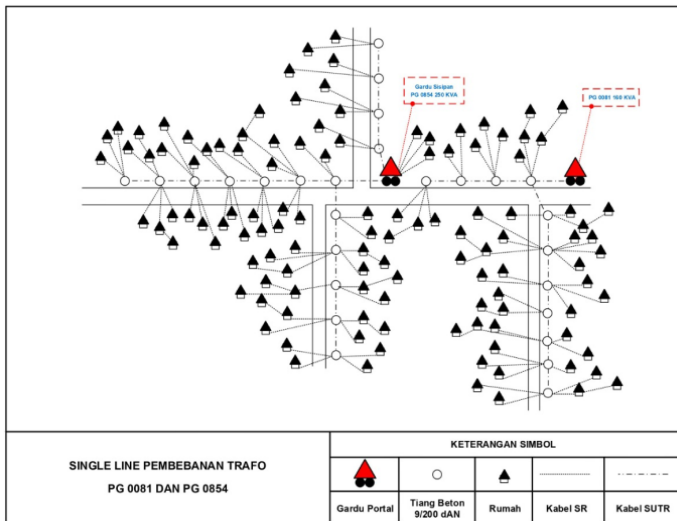 Gardu Sisipan
PG 0854 250 KVA
PG 0081 160 KVA
SINGLE LINE PEMBEBANAN TRAFO
PG 0081 DAN PG 0854
KETERANGAN SIMBOL
Gardu Portal
Tiang Beton
9/200 dAN
Rumah
Kabel SR
Kabel SUTR